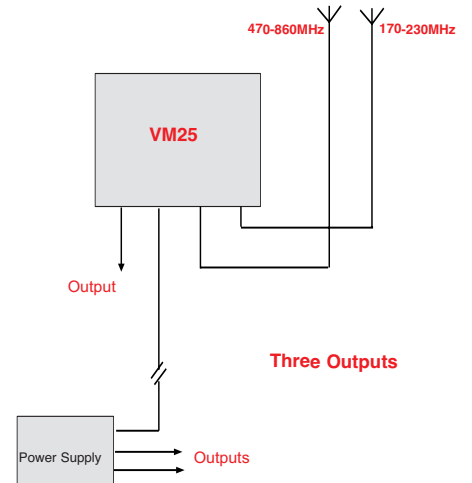 470-860MHz
170-230MHz
VM25
Output
Three Outputs
Power Supply
Outputs